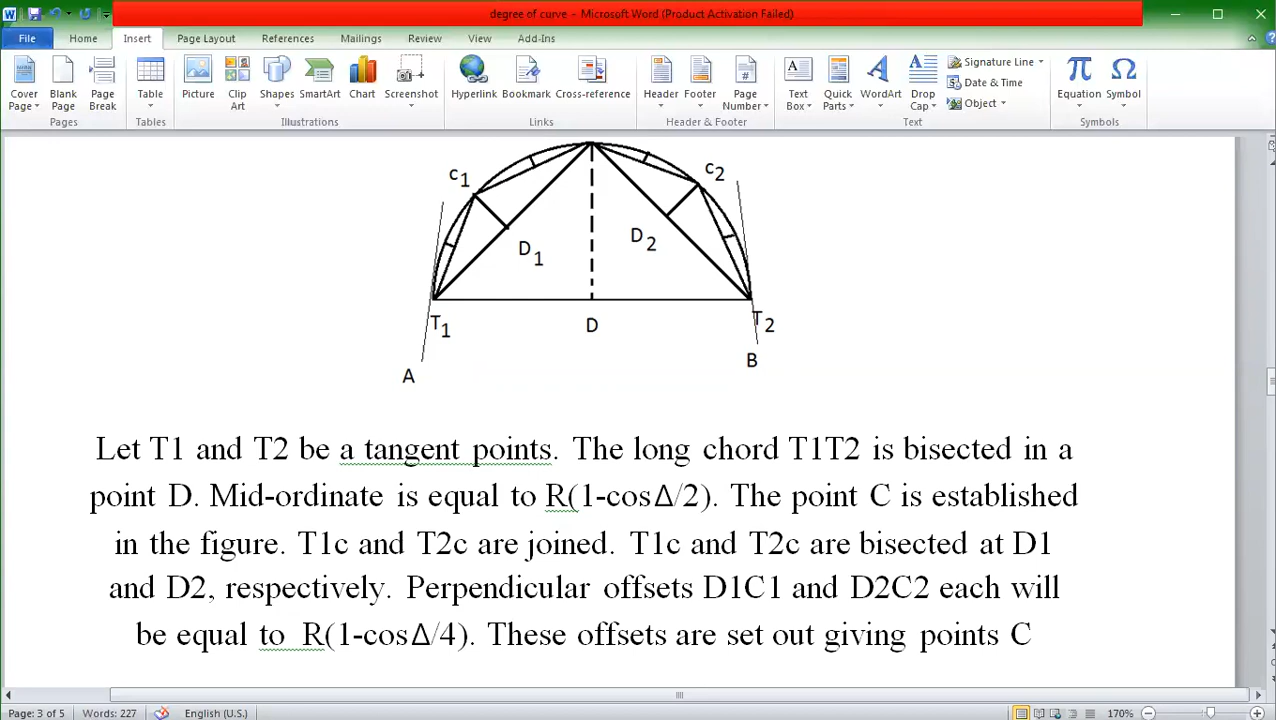 degree of curve - Microsoft Word (Product Activation Failed)
File Home Insert Page Layout References Mailings Review View Add-Ins
Cover Page Blank Page Page Break Table Picture Clip Art Shapes SmartArt Chart Screenshot Hyperlink Bookmark Cross-reference Header Footer Page Number Text Box Quick Parts WordArt Drop Cap Signature Line Date & Time Object Equation Symbol
Pages Tables Illustrations Links Header & Footer Text Symbols
C1 C2
D1 D2
T1 D T2
A B
Let T1 and T2 be a tangent points. The long chord T1T2 is bisected in a
point D. Mid-ordinate is equal to R(1-cosΔ/2). The point C is established
in the figure. T1c and T2c are joined. T1c and T2c are bisected at D1
and D2, respectively. Perpendicular offsets D1C1 and D2C2 each will
be equal to R(1-cosΔ/4). These offsets are set out giving points C
Page: 3 of 5 Words: 227 English (U.S.) 170%